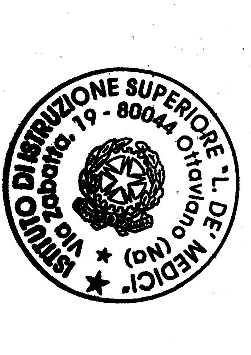 ISTITUTO DI ISTRUZIONE SUPERIORE "L. DE' MEDICI"
Via Zabatta, 19 - 80044 Ottaviano (Na)